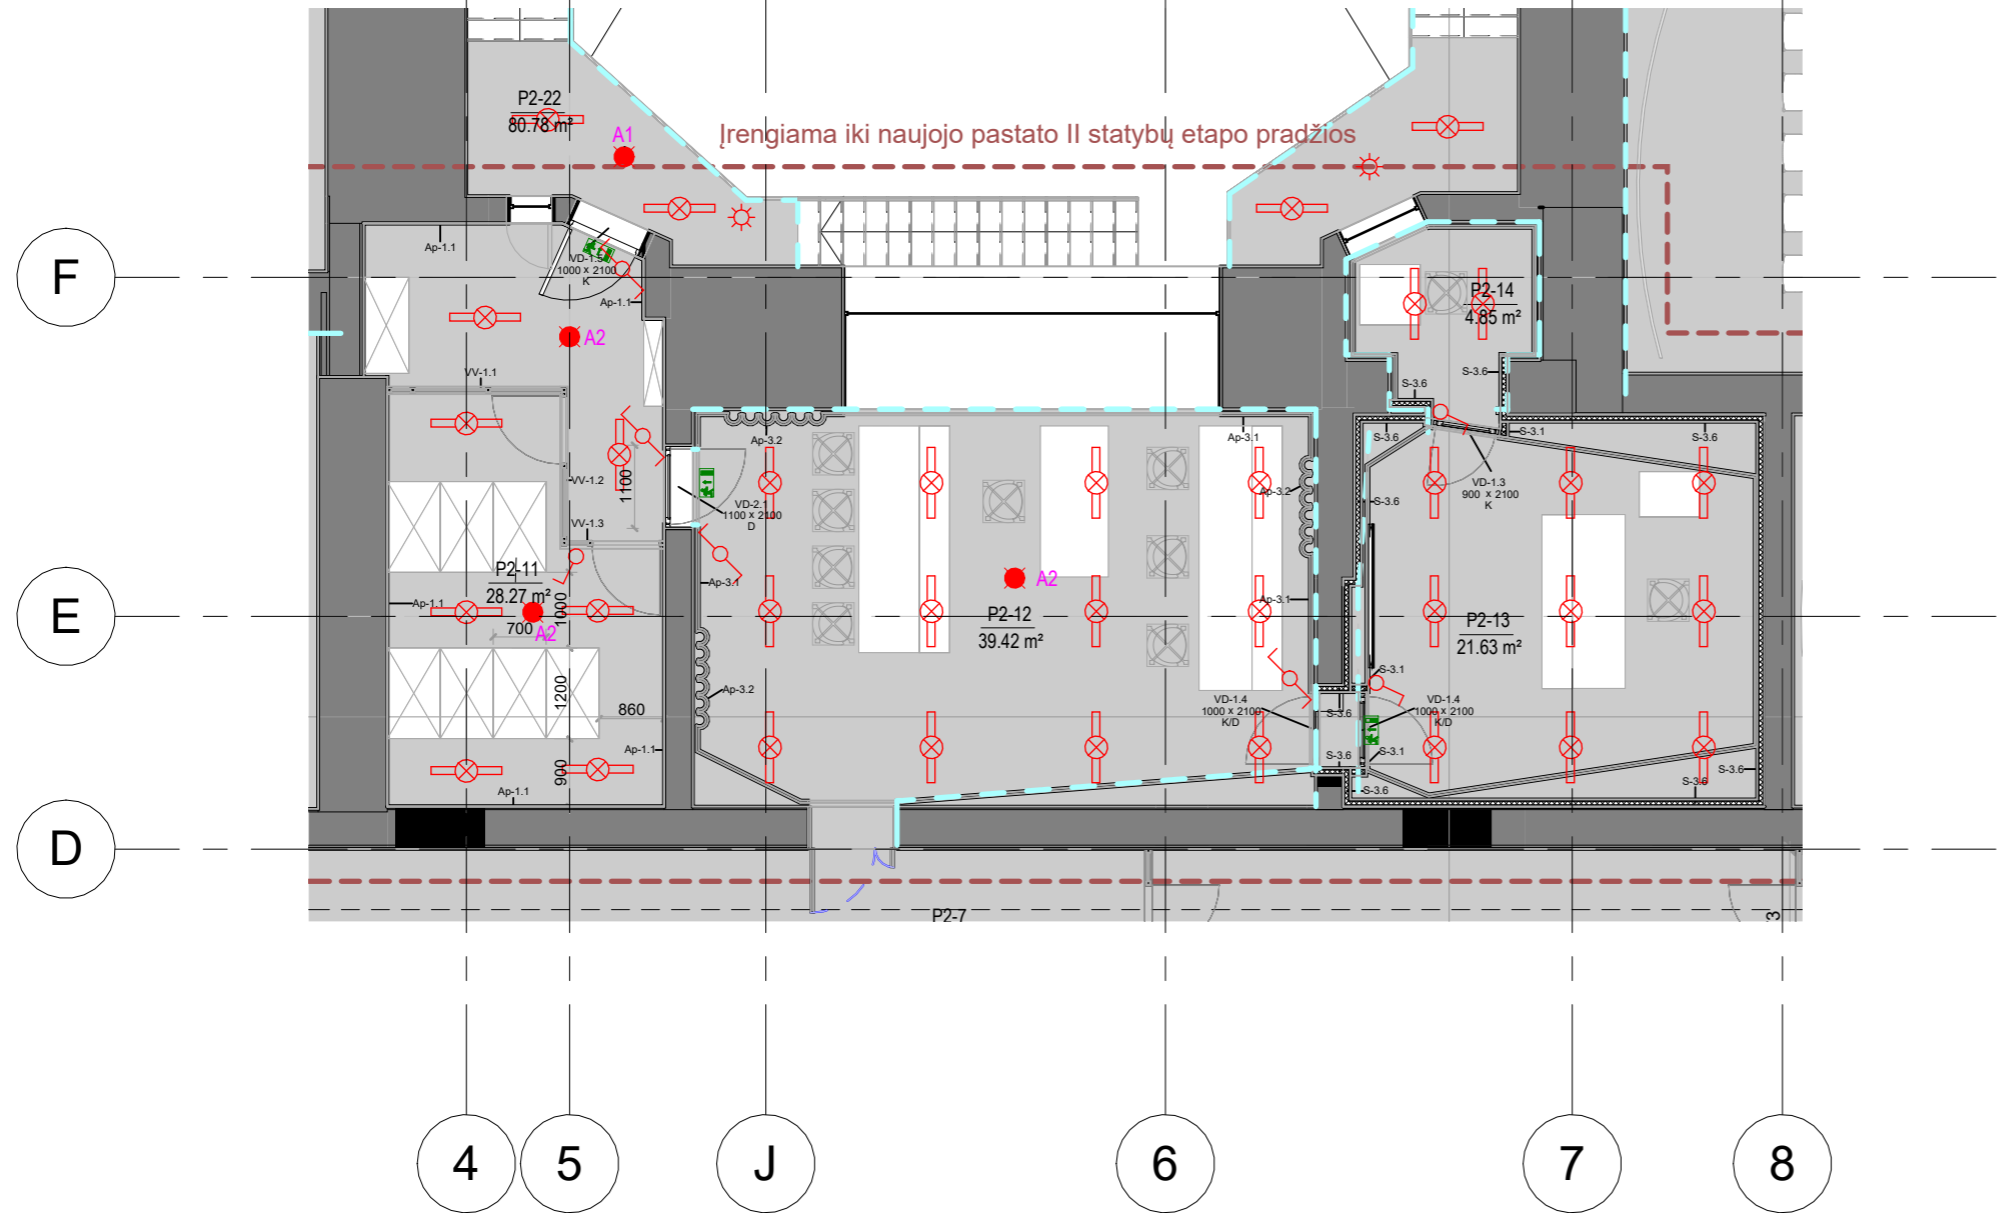 P2-22
80.78 m²
A1
Įrengiama iki naujojo pastato II statybų etapo pradžios
Ap-1.1
VD-1.5
1000 x 2100
K
Ap-1.1
F
P2-14
4.85 m²
A2
VV-1.1
S-3.6
S-3.6
Ap-3.2
Ap-3.1
S-3.6
S-3.1
S-3.6
VV-1.2
1100
VD-2.1
1100 x 2100
D
Ap-3.2
S-3.6
VD-1.3
900 x 2100
K
VV-1.3
P2-11
28.27 m²
Ap-1.1
1000
700
A2
Ap-3.1
A2
P2-12
39.42 m²
Ap-3.1
P2-13
21.63 m²
E
Ap-3.2
1200
860
S-3.1
VD-1.4
1000 x 2100
K/D
S-3.6
VD-1.4
1000 x 2100
K/D
Ap-1.1
900
S-3.6
S-3.1
S-3.6
S-3.6
S-3.6
Ap-1.1
D
P2-7
3
4
5
J
6
7
8